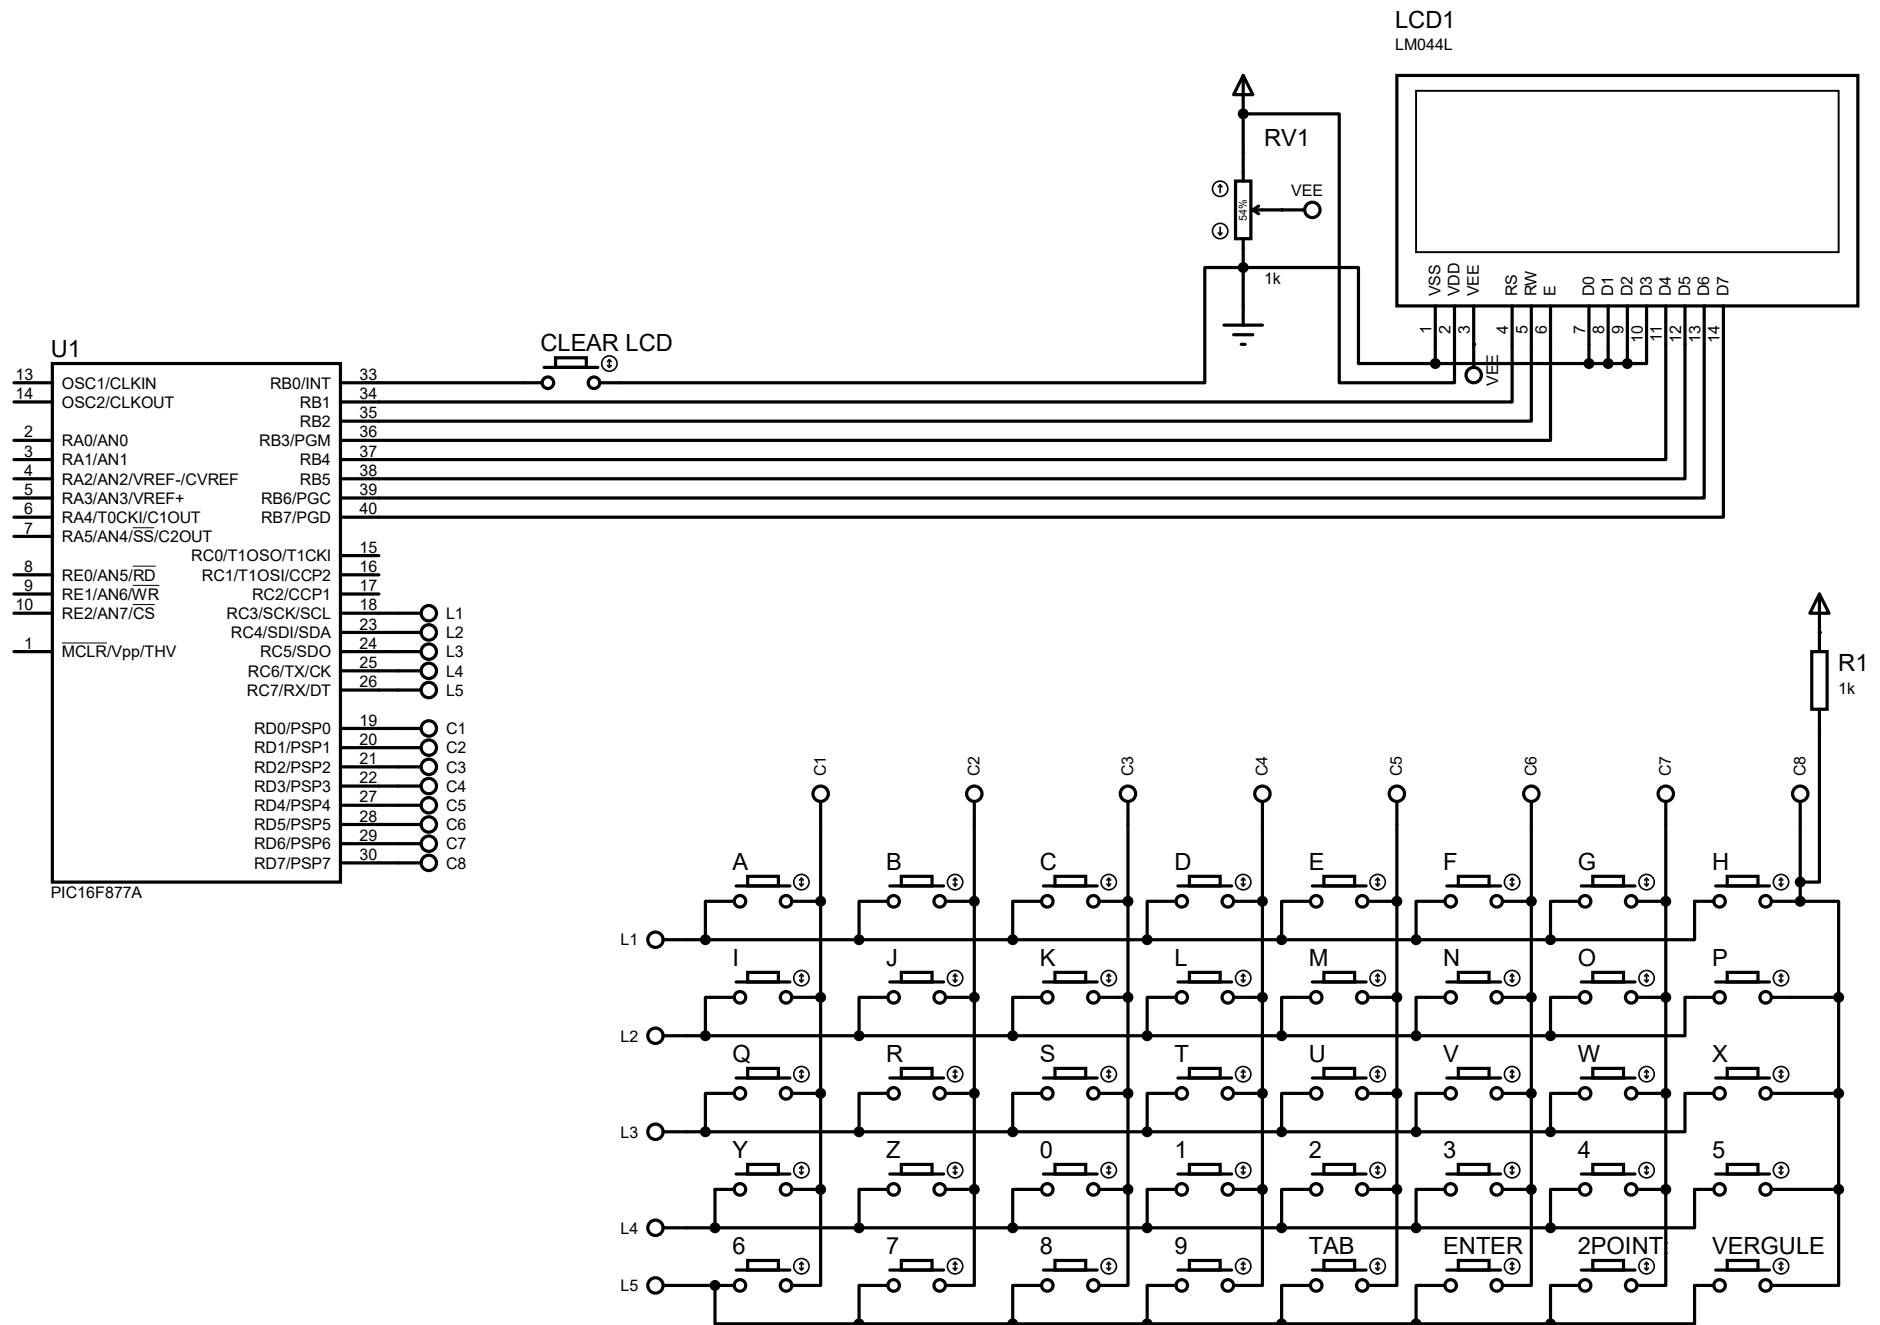 LCD1
LM044L
RV1
VEE
54%
1k
VSS VDD VEE RS RW E D0 D1 D2 D3 D4 D5 D6 D7
1 2 3 4 5 6 7 8 9 10 11 12 13 14
VEE
CLEAR LCD
U1
13 OSC1/CLKIN RB0/INT 33
14 OSC2/CLKOUT RB1 34
RB2 35
2 RA0/AN0 RB3/PGM 36
3 RA1/AN1 RB4 37
4 RA2/AN2/VREF-/CVREF RB5 38
5 RA3/AN3/VREF+ RB6/PGC 39
6 RA4/T0CKI/C1OUT RB7/PGD 40
7 RA5/AN4/SS/C2OUT
RC0/T1OSO/T1CKI 15
8 RE0/AN5/RD RC1/T1OSI/CCP2 16
9 RE1/AN6/WR RC2/CCP1 17
10 RE2/AN7/CS RC3/SCK/SCL 18 L1
RC4/SDI/SDA 23 L2
1 MCLR/Vpp/THV RC5/SDO 24 L3
RC6/TX/CK 25 L4
RC7/RX/DT 26 L5
RD0/PSP0 19 C1
RD1/PSP1 20 C2
RD2/PSP2 21 C3
RD3/PSP3 22 C4
RD4/PSP4 27 C5
RD5/PSP5 28 C6
RD6/PSP6 29 C7
RD7/PSP7 30 C8
PIC16F877A
R1
1k
C1 C2 C3 C4 C5 C6 C7 C8
A B C D E F G H
L1
I J K L M N O P
L2
Q R S T U V W X
L3
Y Z 0 1 2 3 4 5
L4
6 7 8 9 TAB ENTER 2POINT VERGULE
L5